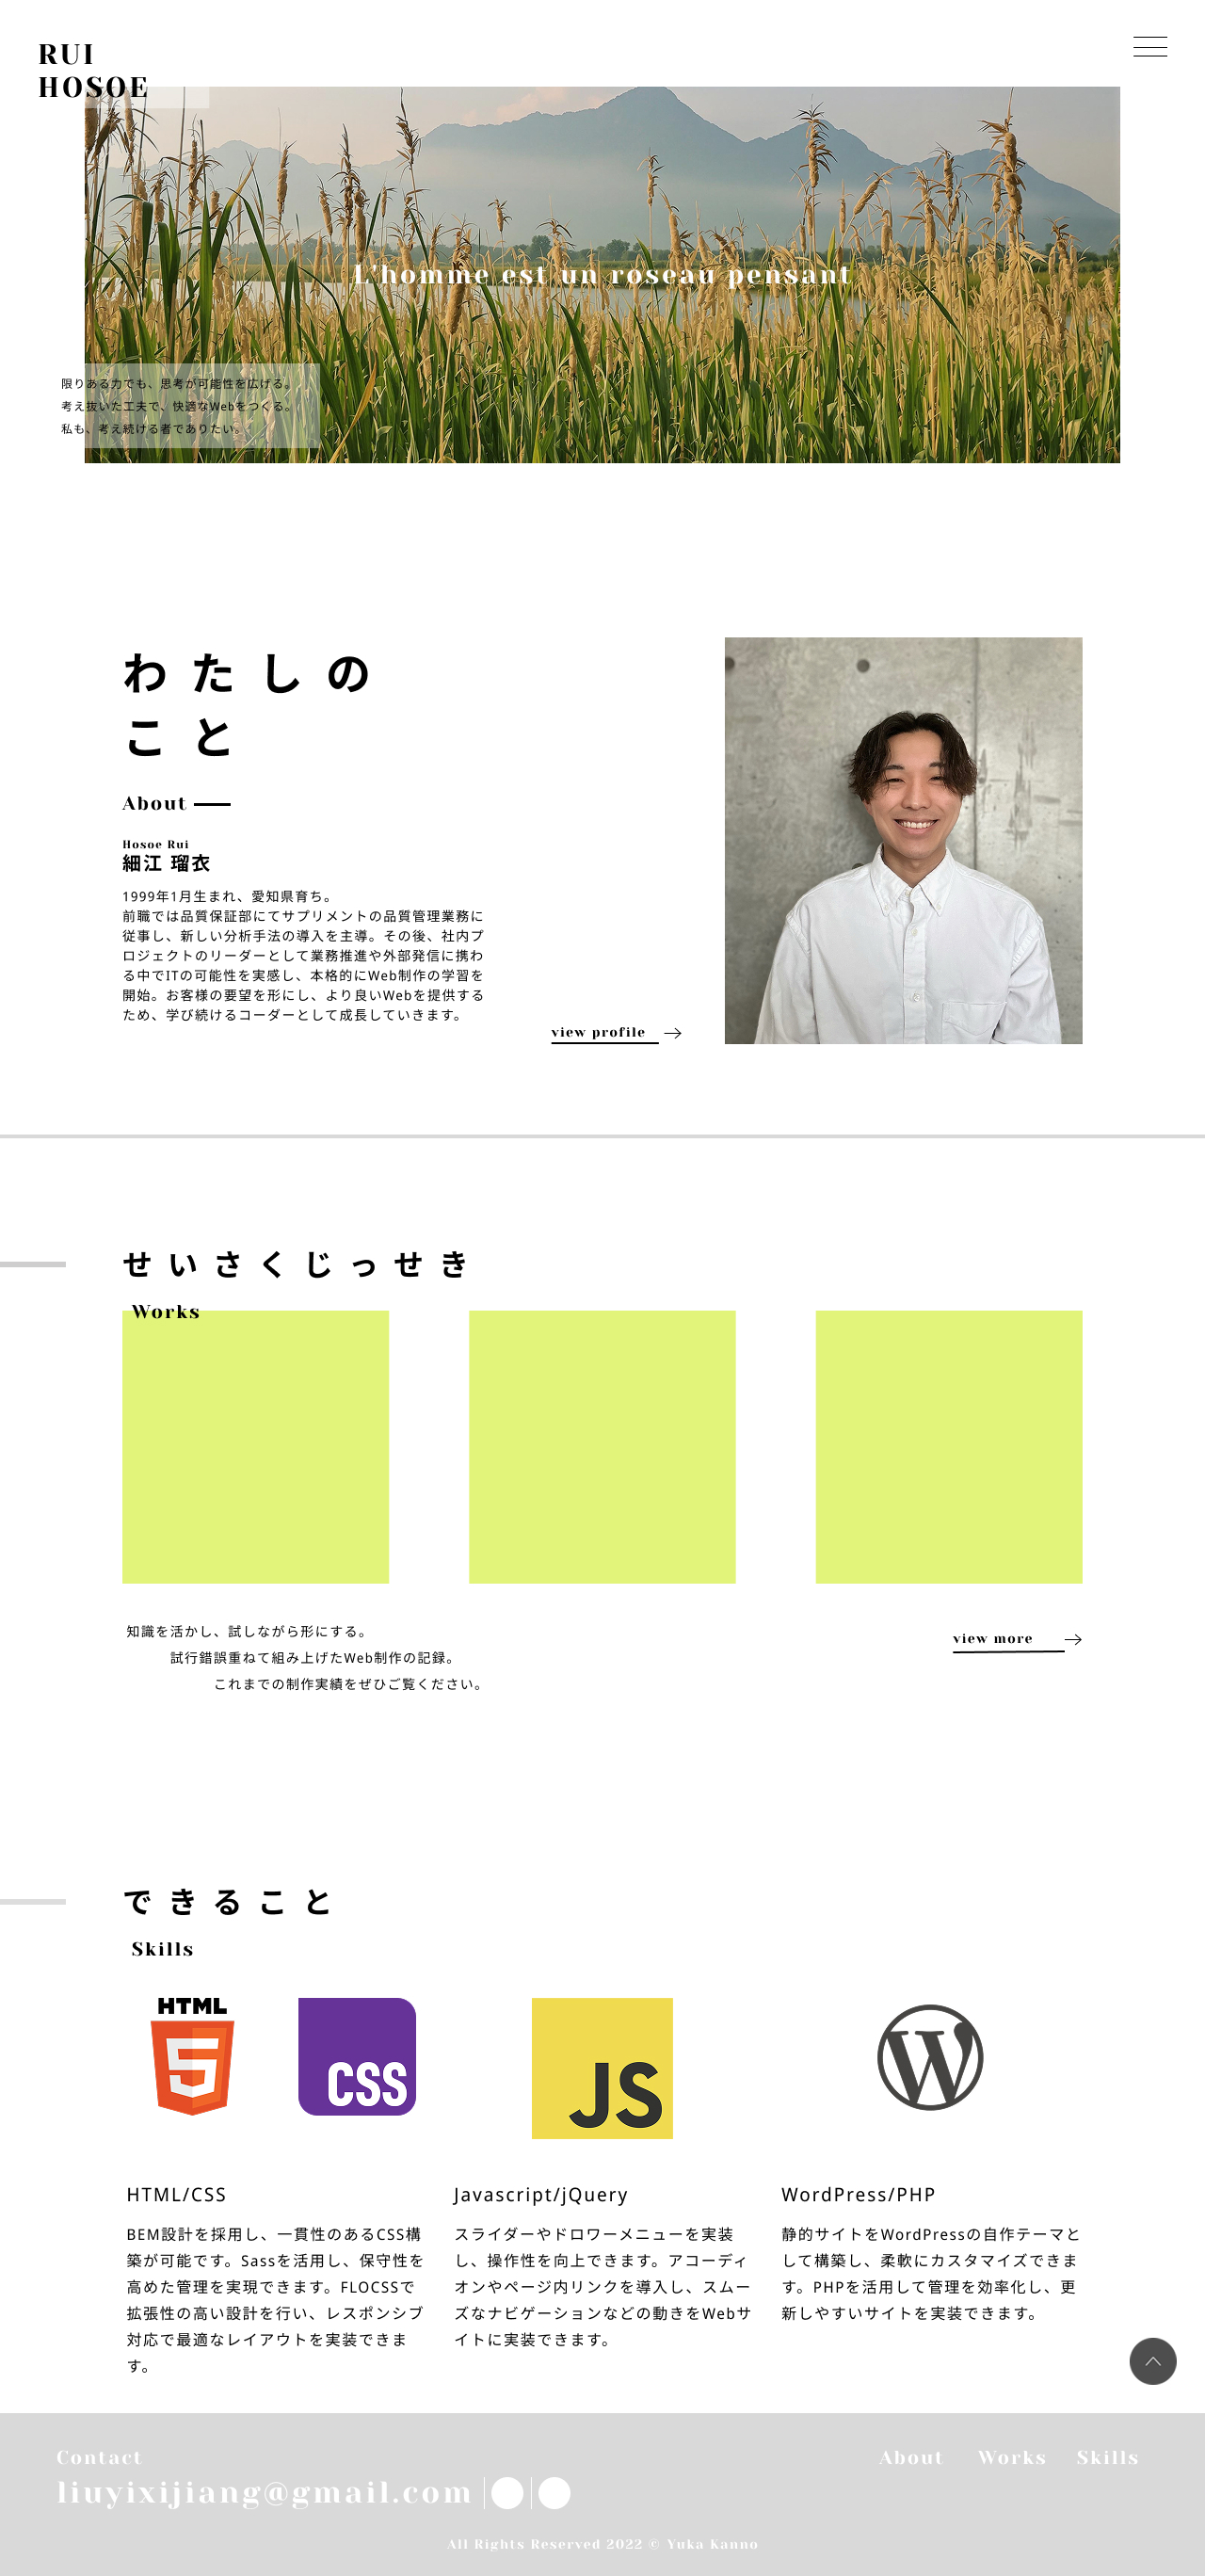 RUI
HOSOE
L'homme est un roseau pensant
限りある力でも、思考が可能性を広げる。
考え抜いた工夫で、快適なWebをつくる。
私も、考え続ける者でありたい。
わたしの
こと
About
Hosoe Rui
細江 瑠衣
1999年1月生まれ、愛知県育ち。
前職では品質保証部にてサプリメントの品質管理業務に
従事し、新しい分析手法の導入を主導。その後、社内プ
ロジェクトのリーダーとして業務推進や外部発信に携わ
る中でITの可能性を実感し、本格的にWeb制作の学習を
開始。お客様の要望を形にし、より良いWebを提供する
ため、学び続けるコーダーとして成長していきます。
view profile
せいさくじっせき
Works
知識を活かし、試しながら形にする。
試行錯誤重ねて組み上げたWeb制作の記録。
これまでの制作実績をぜひご覧ください。
view more
できること
Skills
HTML
5
CSS
JS
W
HTML/CSS
BEM設計を採用し、一貫性のあるCSS構
築が可能です。Sassを活用し、保守性を
高めた管理を実現できます。FLOCSSで
拡張性の高い設計を行い、レスポンシブ
対応で最適なレイアウトを実装できま
す。
Javascript/jQuery
スライダーやドロワーメニューを実装
し、操作性を向上できます。アコーディ
オンやページ内リンクを導入し、スムー
ズなナビゲーションなどの動きをWebサ
イトに実装できます。
WordPress/PHP
静的サイトをWordPressの自作テーマと
して構築し、柔軟にカスタマイズできま
す。PHPを活用して管理を効率化し、更
新しやすいサイトを実装できます。
Contact
liuyixijiang@gmail.com
About Works Skills
All Rights Reserved 2022 © Yuka Kanno